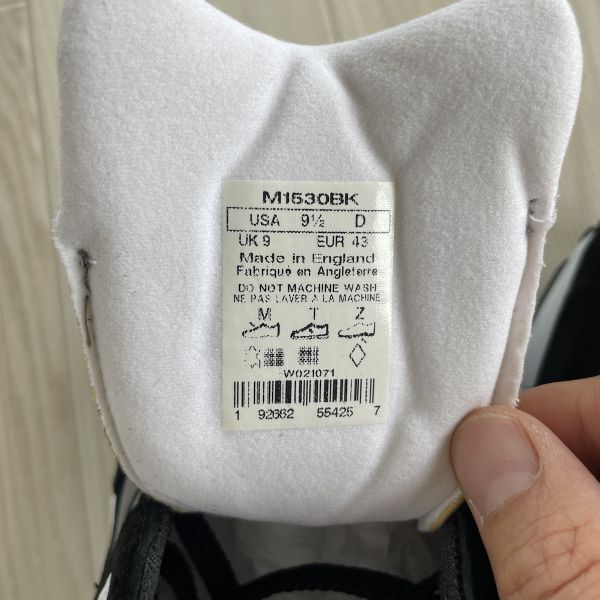 M1530BK
USA 9½ D
UK 9 EUR 43
Made in England
Fabriqué en Angleterre
DO NOT MACHINE WASH
NE PAS LAVER A LA MACHINE
M T Z
W021071
1 92662 55425 7